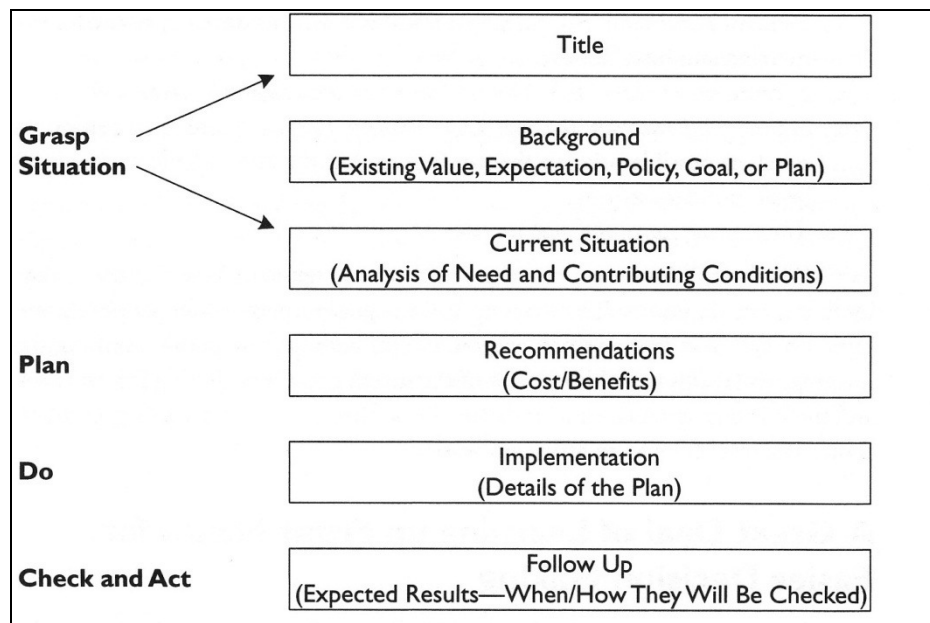 Title
Grasp
Situation
Background
(Existing Value, Expectation, Policy, Goal, or Plan)
Current Situation
(Analysis of Need and Contributing Conditions)
Plan
Recommendations
(Cost/Benefits)
Do
Implementation
(Details of the Plan)
Check and Act
Follow Up
(Expected Results—When/How They Will Be Checked)